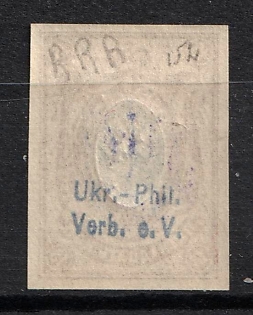 RRR
Ukr.-Phil.
Verb. e. V.